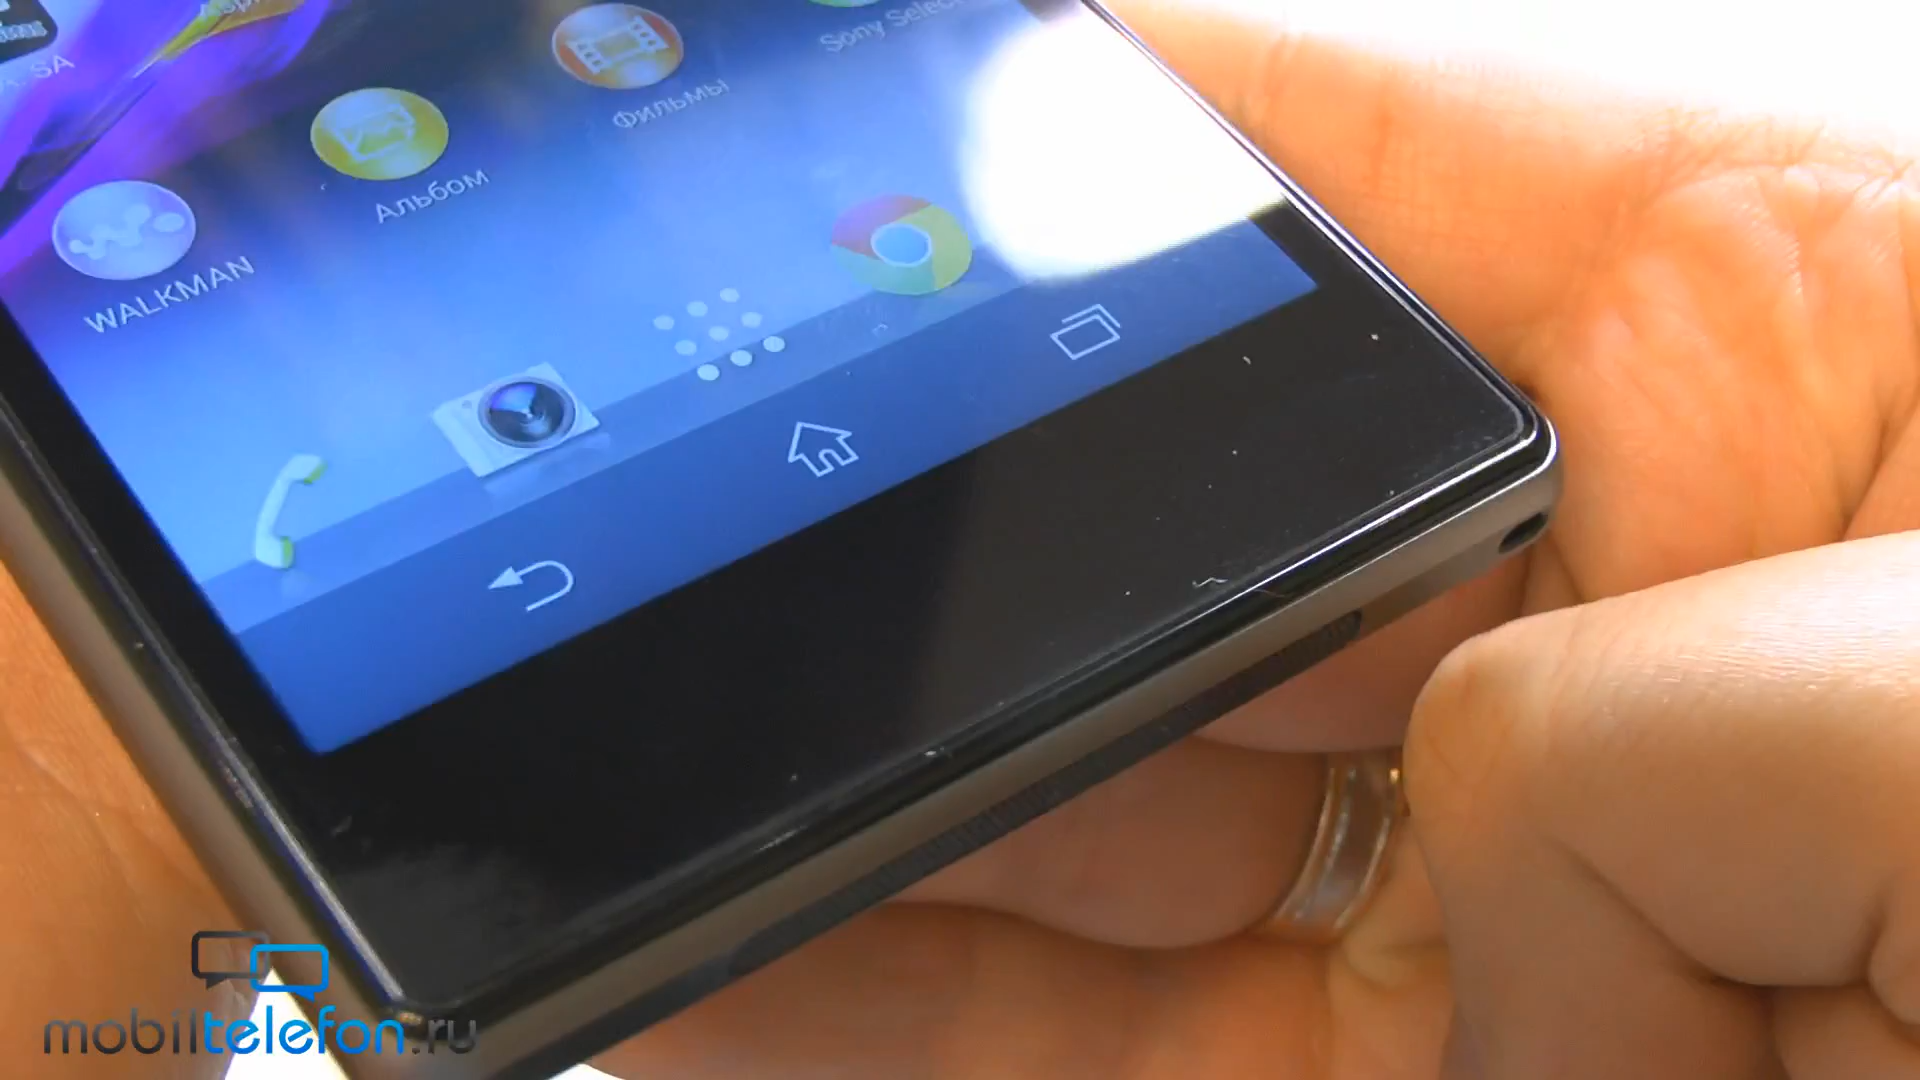 Sony Select
Фильмы
Альбом
WALKMAN
mobiltelefon.ru